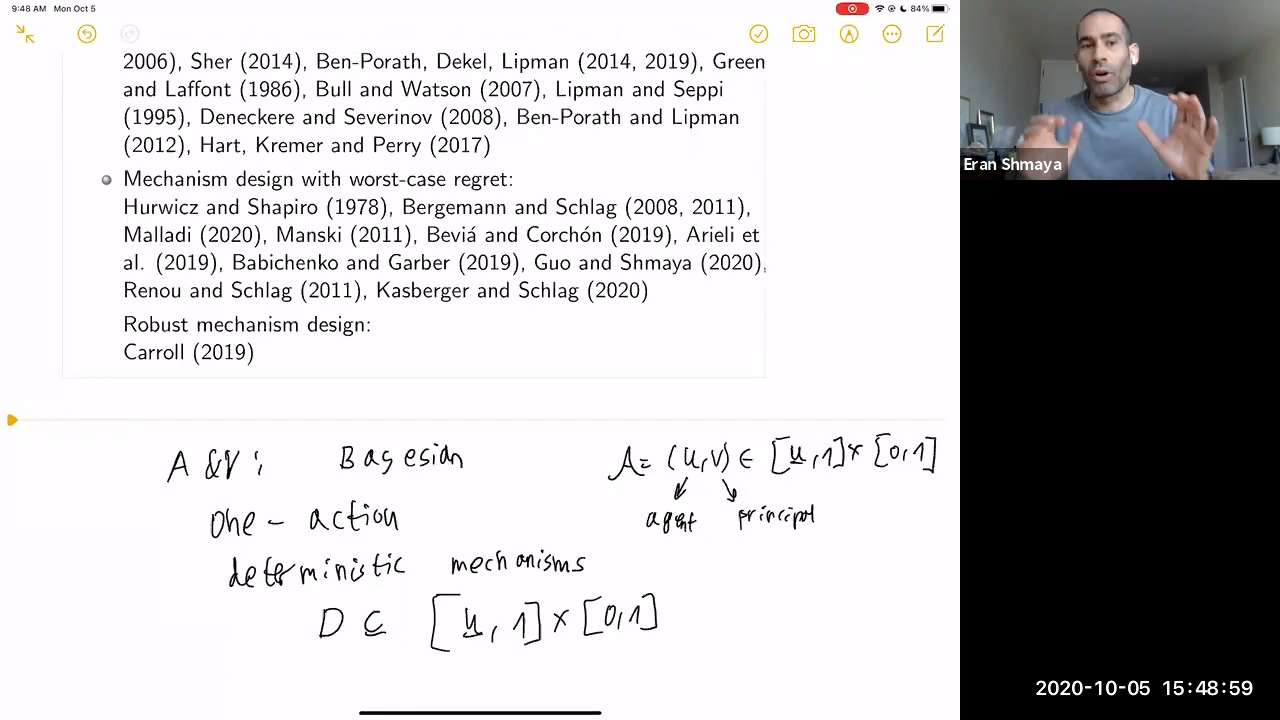 9:48 AM Mon Oct 5
84%
2006), Sher (2014), Ben-Porath, Dekel, Lipman (2014, 2019), Green
and Laffont (1986), Bull and Watson (2007), Lipman and Seppi
(1995), Deneckere and Severinov (2008), Ben-Porath and Lipman
(2012), Hart, Kremer and Perry (2017)
Mechanism design with worst-case regret:
Hurwicz and Shapiro (1978), Bergemann and Schlag (2008, 2011),
Malladi (2020), Manski (2011), Beviá and Corchón (2019), Arieli et
al. (2019), Babichenko and Garber (2019), Guo and Shmaya (2020),
Renou and Schlag (2011), Kasberger and Schlag (2020)
Robust mechanism design:
Carroll (2019)
A &V: Bayesian
A = (u,v) ∈ [u̲,1]×[0,1]
agent principal
one-action
deterministic mechanisms
D ⊆ [u̲,1]×[0,1]
Eran Shmaya
2020-10-05 15:48:59